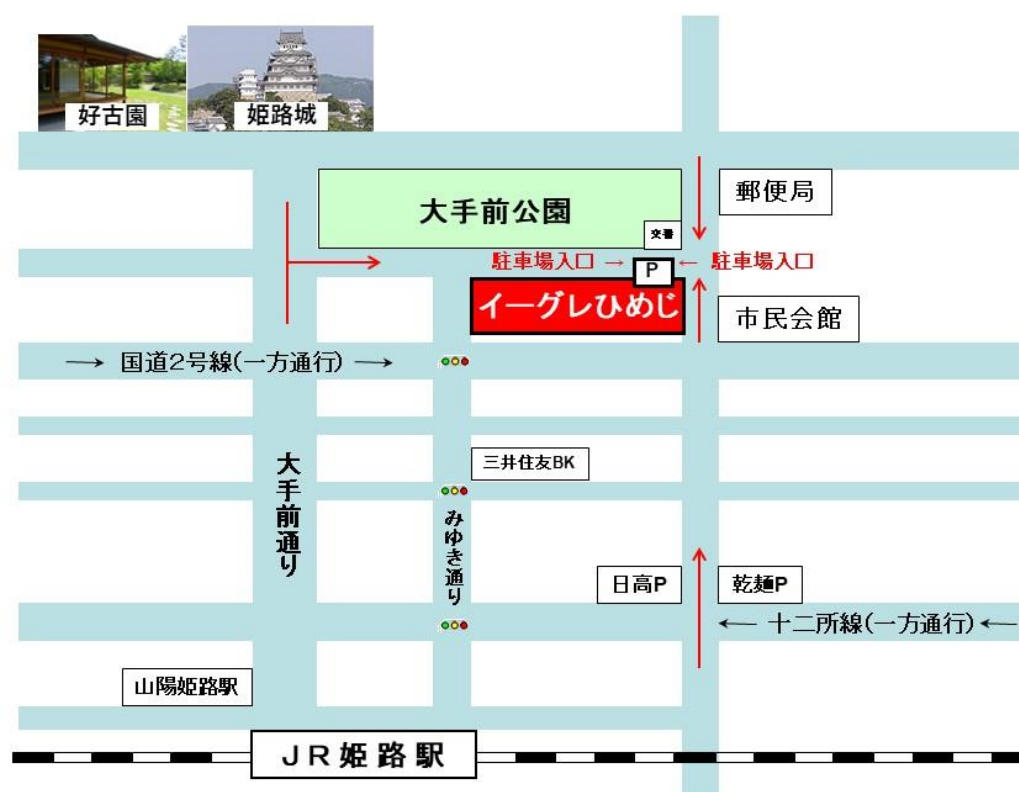 好古園
姫路城
大手前公園
郵便局
交番
駐車場入口 →
P
← 駐車場入口
イーグレひめじ
市民会館
→ 国道2号線(一方通行) →
三井住友BK
大手前通り
みゆき通り
日高P
乾麺P
← 十二所線(一方通行) ←
山陽姫路駅
JR姫路駅